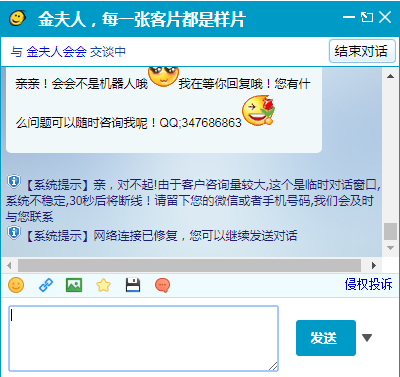 金夫人，每一张客片都是样片
与 金夫人会会 交谈中
结束对话
亲亲！会会不是机器人哦 我在等你回复哦！您有什
么问题可以随时咨询我呢！QQ;347686863
【系统提示】亲，对不起!由于客户咨询量较大,这个是临时对话窗口,
系统不稳定,30秒后将断线！请留下您的微信或者手机号码,我们会及时
与您联系
【系统提示】网络连接已修复，您可以继续发送对话
侵权投诉
发送